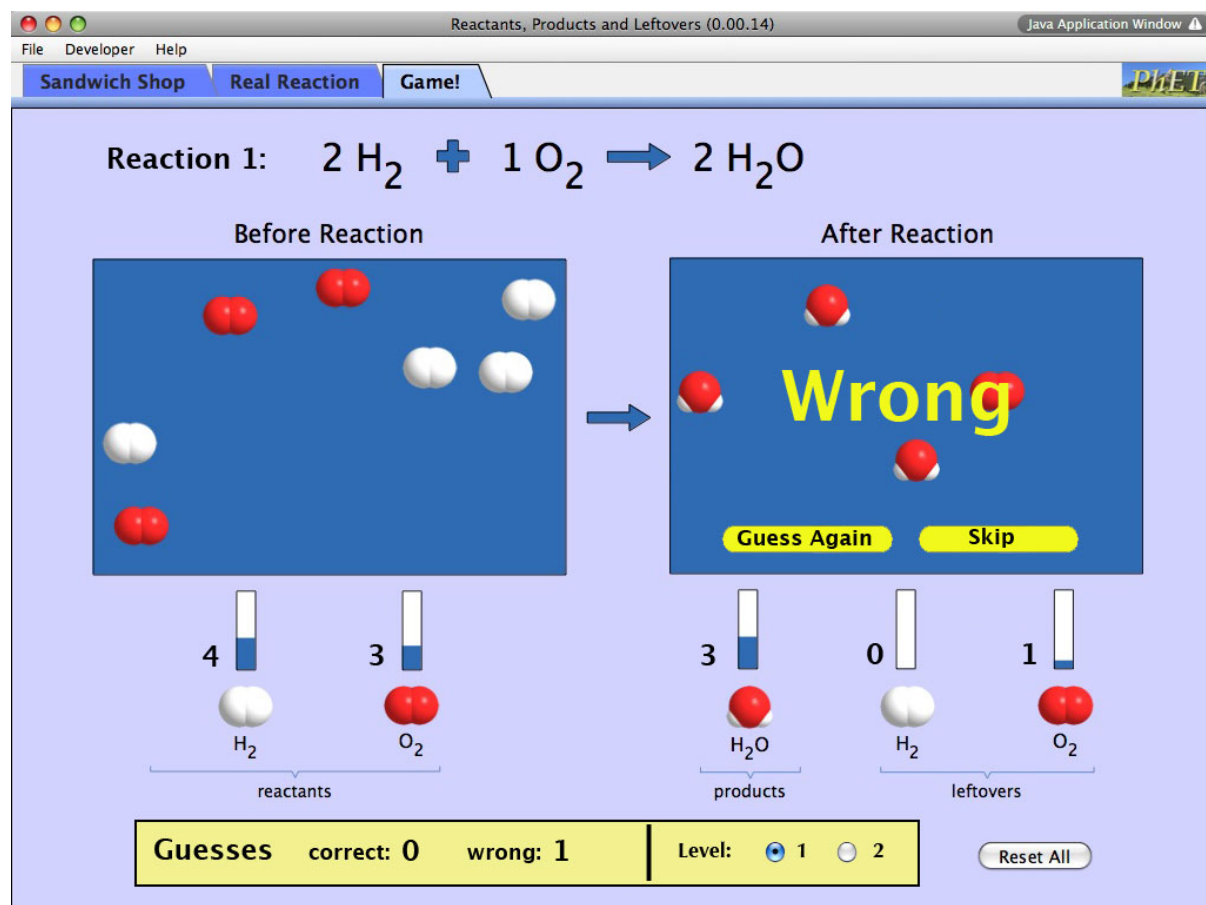 Reactants, Products and Leftovers (0.00.14)
Java Application Window
File Developer Help
Sandwich Shop Real Reaction Game! PhET
Reaction 1: 2 H₂ + 1 O₂ → 2 H₂O
Before Reaction After Reaction
Wrong
Guess Again Skip
4 3 3 0 1
H₂ O₂ H₂O H₂ O₂
reactants products leftovers
Guesses correct: 0 wrong: 1 Level: 1 2 Reset All